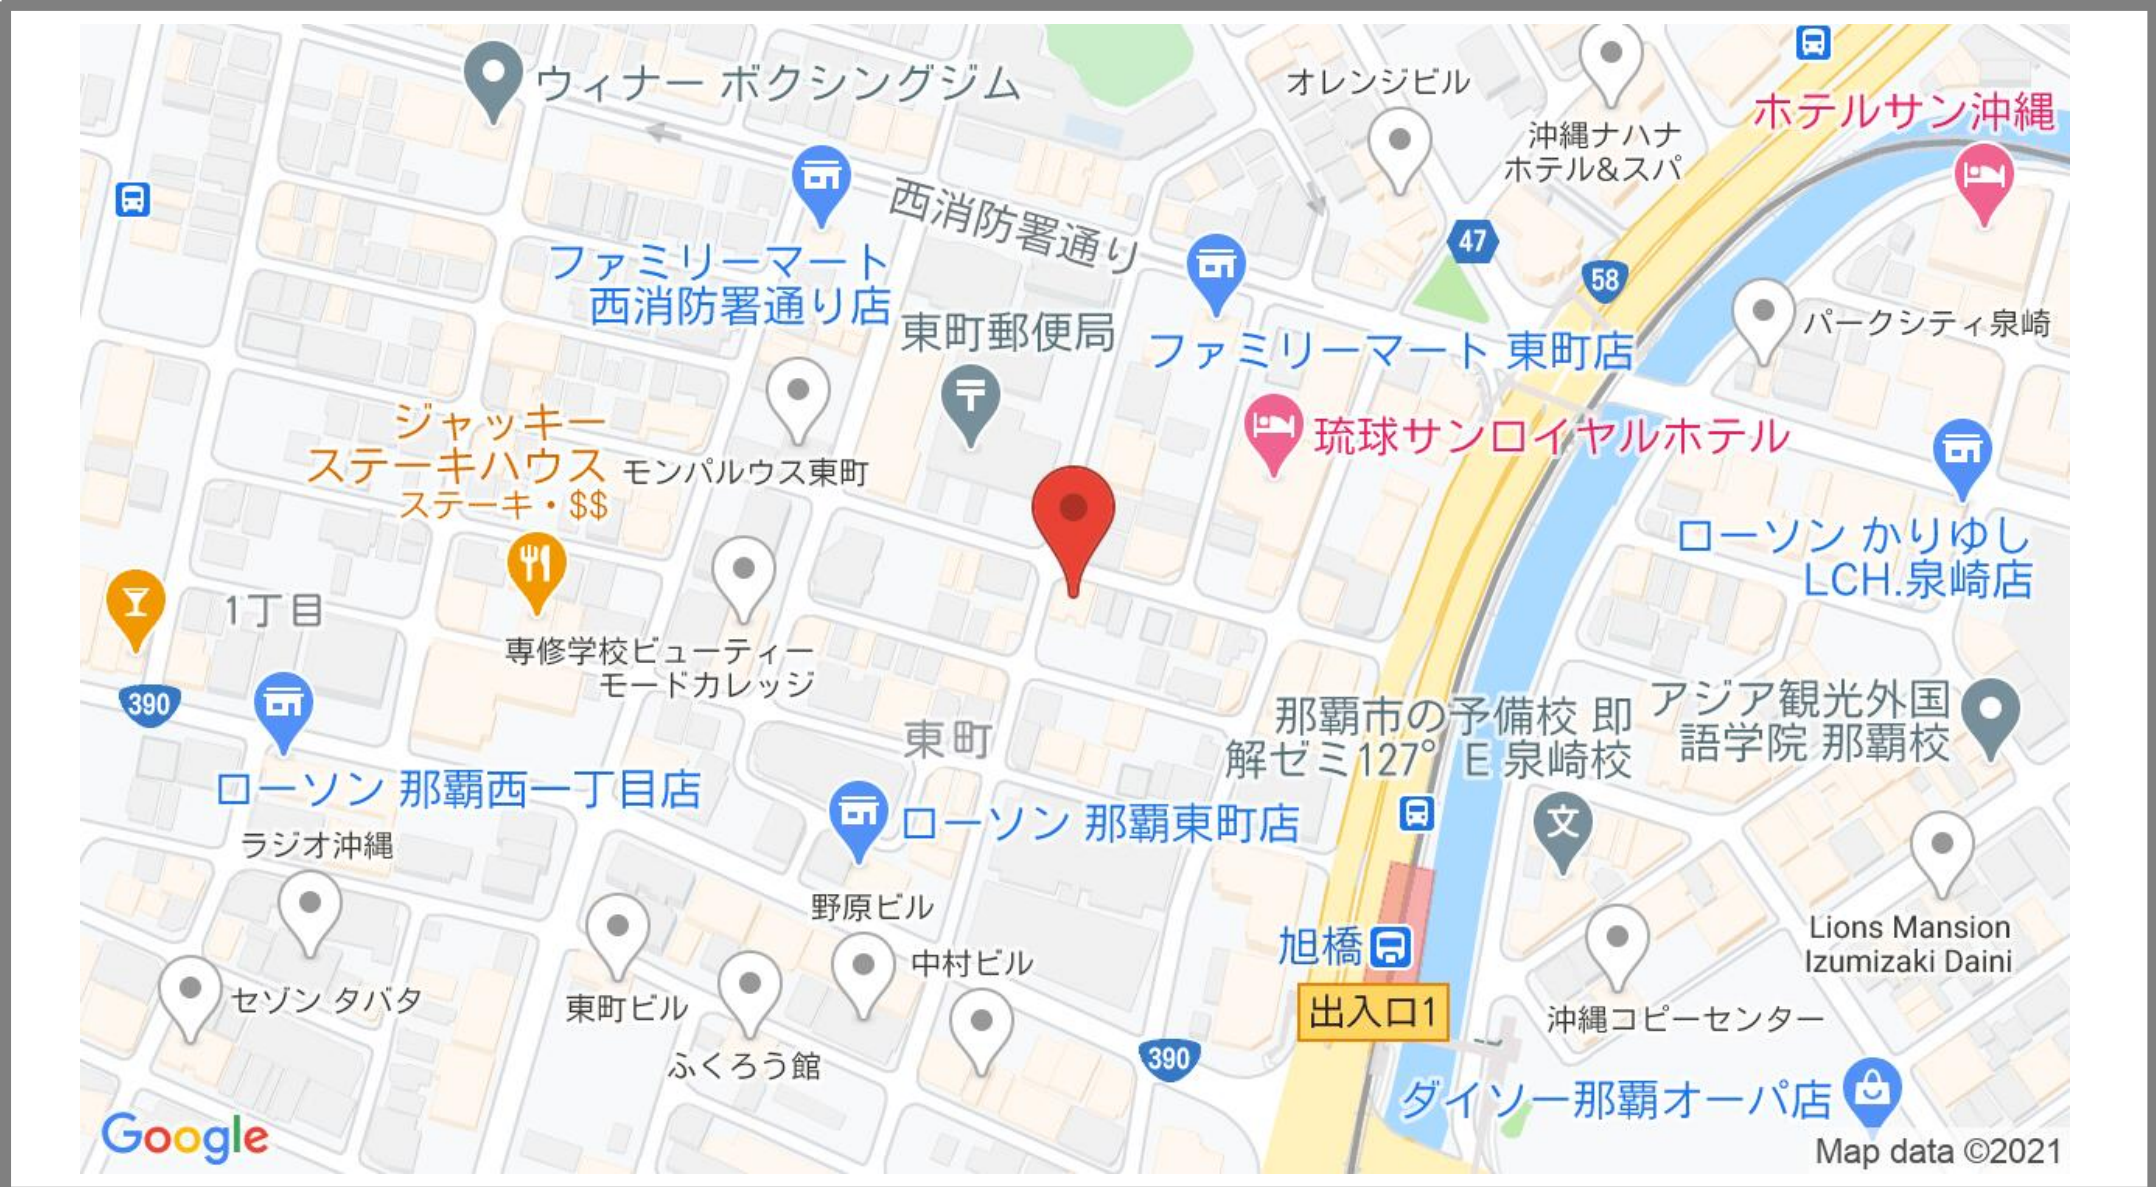 ウィナー ボクシングジム
オレンジビル
沖縄ナハナ
ホテル&スパ
ホテルサン沖縄
西消防署通り
47
58
ファミリーマート
西消防署通り店
東町郵便局
ファミリーマート 東町店
パークシティ泉崎
ジャッキー
ステーキハウス
ステーキ・$$
モンパルウス東町
琉球サンロイヤルホテル
ローソン かりゆし
LCH.泉崎店
1丁目
専修学校ビューティー
モードカレッジ
390
東町
那覇市の予備校 即
解ゼミ127° E 泉崎校
アジア観光外国
語学院 那覇校
文
ローソン 那覇西一丁目店
ローソン 那覇東町店
ラジオ沖縄
野原ビル
中村ビル
旭橋
出入口1
Lions Mansion
Izumizaki Daini
セゾン タバタ
東町ビル
ふくろう館
沖縄コピーセンター
390
ダイソー那覇オーパ店
Google
Map data ©2021